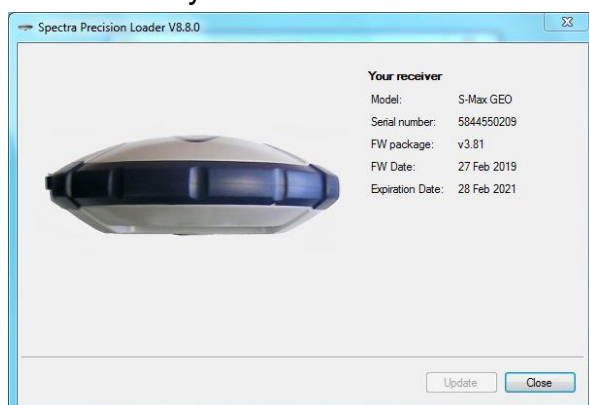 Spectra Precision Loader V8.8.0
Your receiver
Model: S-Max GEO
Serial number: 5844550209
FW package: v3.81
FW Date: 27 Feb 2019
Expiration Date: 28 Feb 2021
Update Close